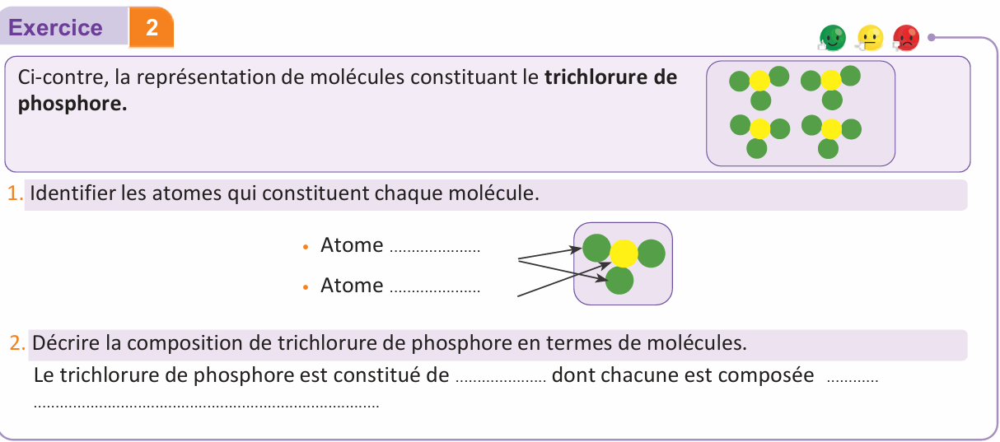 Exercice 2
Ci-contre, la représentation de molécules constituant le trichlorure de
phosphore.
1. Identifier les atomes qui constituent chaque molécule.
• Atome .....................
• Atome .....................
2. Décrire la composition de trichlorure de phosphore en termes de molécules.
Le trichlorure de phosphore est constitué de ..................... dont chacune est composée ............
................................................................................